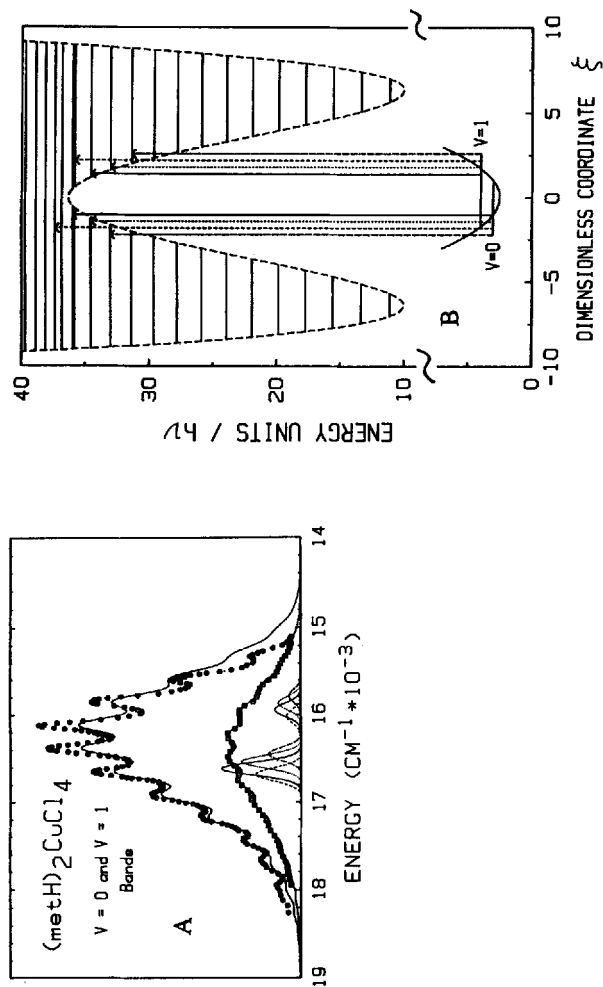 (metH)2CuCl4
V = 0 and V = 1
Bands
A
19
18
17
16
15
14
ENERGY (CM-1*10-3)
40
30
20
10
0
ENERGY UNITS / hν
B
V=0
V=1
-10
-5
0
5
10
DIMENSIONLESS COORDINATE ξ